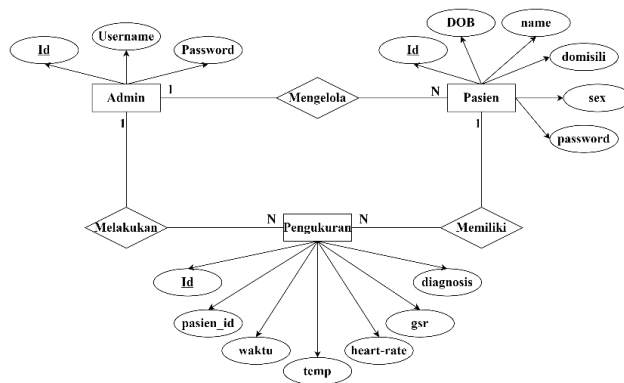 DOB
name
Username
Id
Password
Id
domisili
Admin
1
Mengelola
N
Pasien
sex
1
1
password
Melakukan
N
Pengukuran
N
Memiliki
Id
diagnosis
pasien_id
gsr
waktu
heart-rate
temp